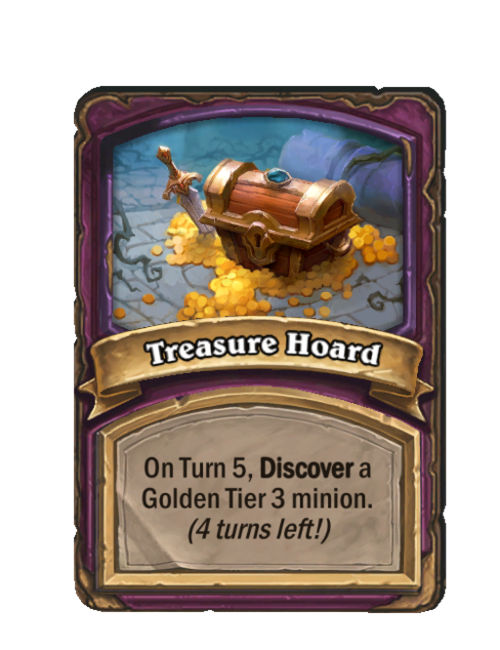 Treasure Hoard
On Turn 5, Discover a
Golden Tier 3 minion.
(4 turns left!)